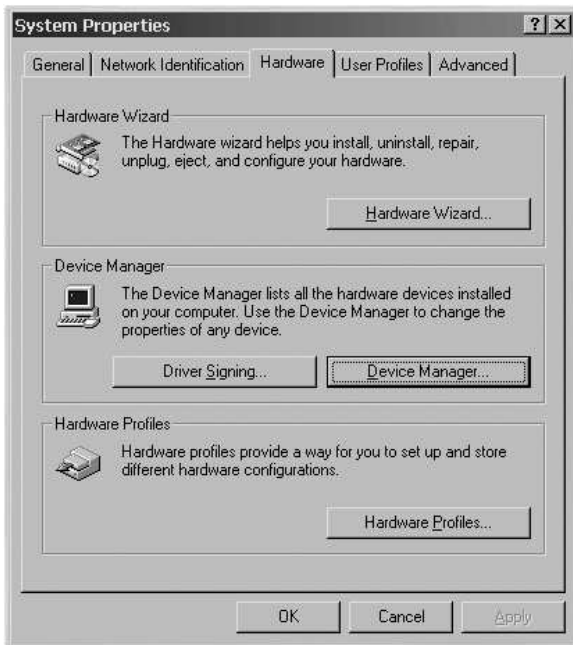 System Properties
General
Network Identification
Hardware
User Profiles
Advanced
Hardware Wizard
The Hardware wizard helps you install, uninstall, repair,
unplug, eject, and configure your hardware.
Hardware Wizard...
Device Manager
The Device Manager lists all the hardware devices installed
on your computer. Use the Device Manager to change the
properties of any device.
Driver Signing...
Device Manager...
Hardware Profiles
Hardware profiles provide a way for you to set up and store
different hardware configurations.
Hardware Profiles...
OK
Cancel
Apply